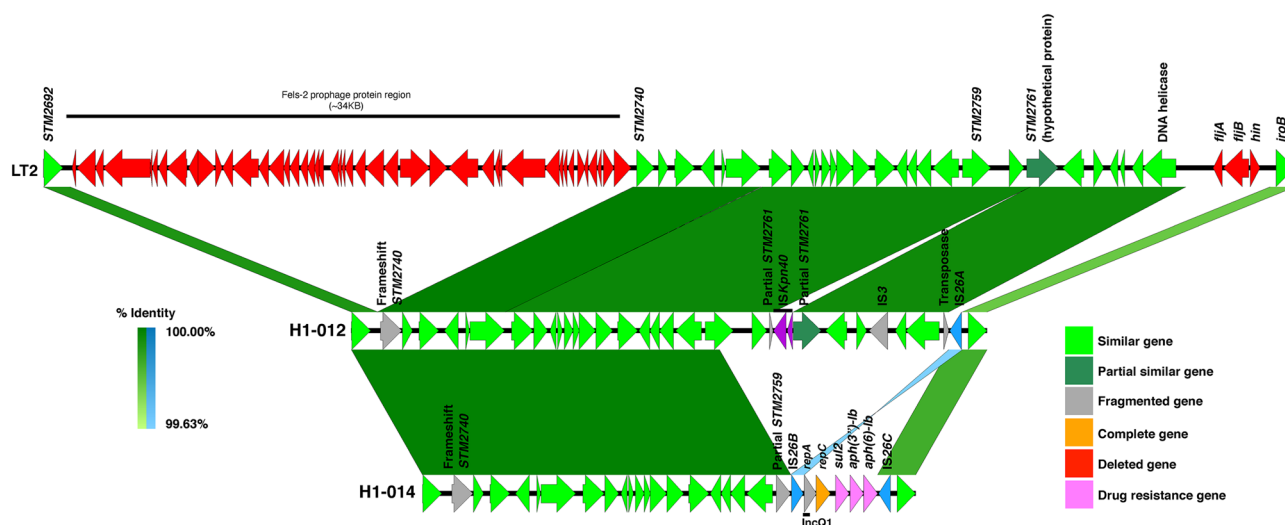 Fels-2 prophage protein region
(~34KB)
STM2692
STM2740
STM2759
STM2761
(hypothetical protein)
DNA helicase
fljA
fljB
hin
iroB
LT2
Frameshift
STM2740
Partial STM2761
ISKpn40
Partial STM2761
IS3
Transposase
IS26A
H1-012
% Identity
100.00%
99.63%
Frameshift
STM2740
Partial STM2759
IS26B
repA
repC
sul2
aph(3")-Ib
aph(6)-Ib
IS26C
H1-014
IncQ1
Similar gene
Partial similar gene
Fragmented gene
Complete gene
Deleted gene
Drug resistance gene